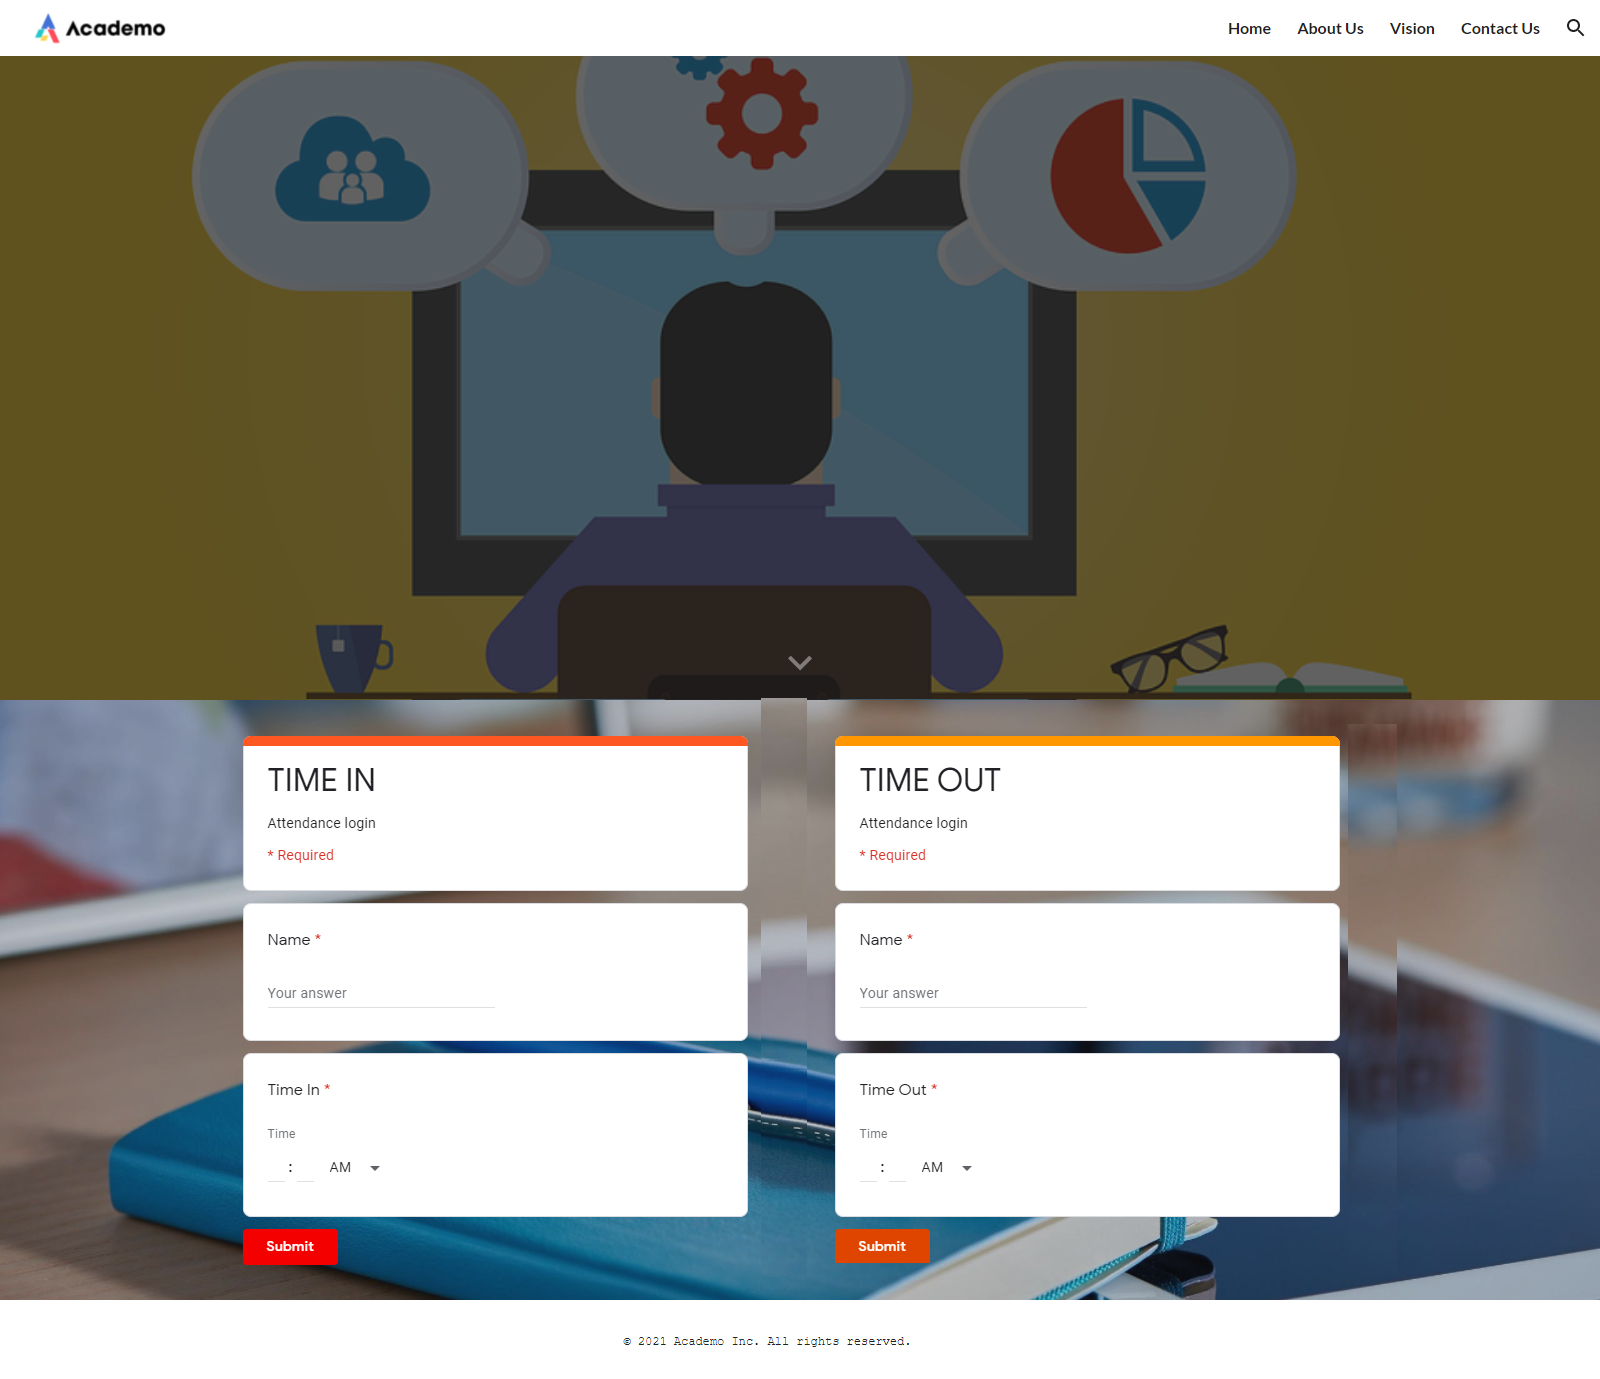 Academo
Home About Us Vision Contact Us
TIME IN
Attendance login
* Required
Name *
Your answer
Time In *
Time
: AM
Submit
TIME OUT
Attendance login
* Required
Name *
Your answer
Time Out *
Time
: AM
Submit
© 2021 Academo Inc. All rights reserved.